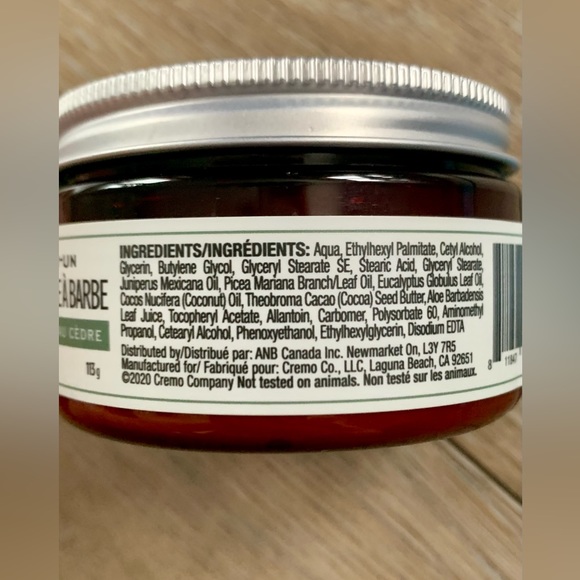 -UN
E À BARBE
AU CÈDRE
115 g
INGREDIENTS/INGRÉDIENTS: Aqua, Ethylhexyl Palmitate, Cetyl Alcohol,
Glycerin, Butylene Glycol, Glyceryl Stearate SE, Stearic Acid, Glyceryl Stearate,
Juniperus Mexicana Oil, Picea Mariana Branch/Leaf Oil, Eucalyptus Globulus Leaf Oil,
Cocos Nucifera (Coconut) Oil, Theobroma Cacao (Cocoa) Seed Butter, Aloe Barbadensis
Leaf Juice, Tocopheryl Acetate, Allantoin, Carbomer, Polysorbate 60, Aminomethyl
Propanol, Cetearyl Alcohol, Phenoxyethanol, Ethylhexylglycerin, Disodium EDTA
Distributed by/Distribué par: ANB Canada Inc. Newmarket On, L3Y 7R5
Manufactured for/ Fabriqué pour: Cremo Co., LLC, Laguna Beach, CA 92651
©2020 Cremo Company Not tested on animals. Non testé sur les animaux.